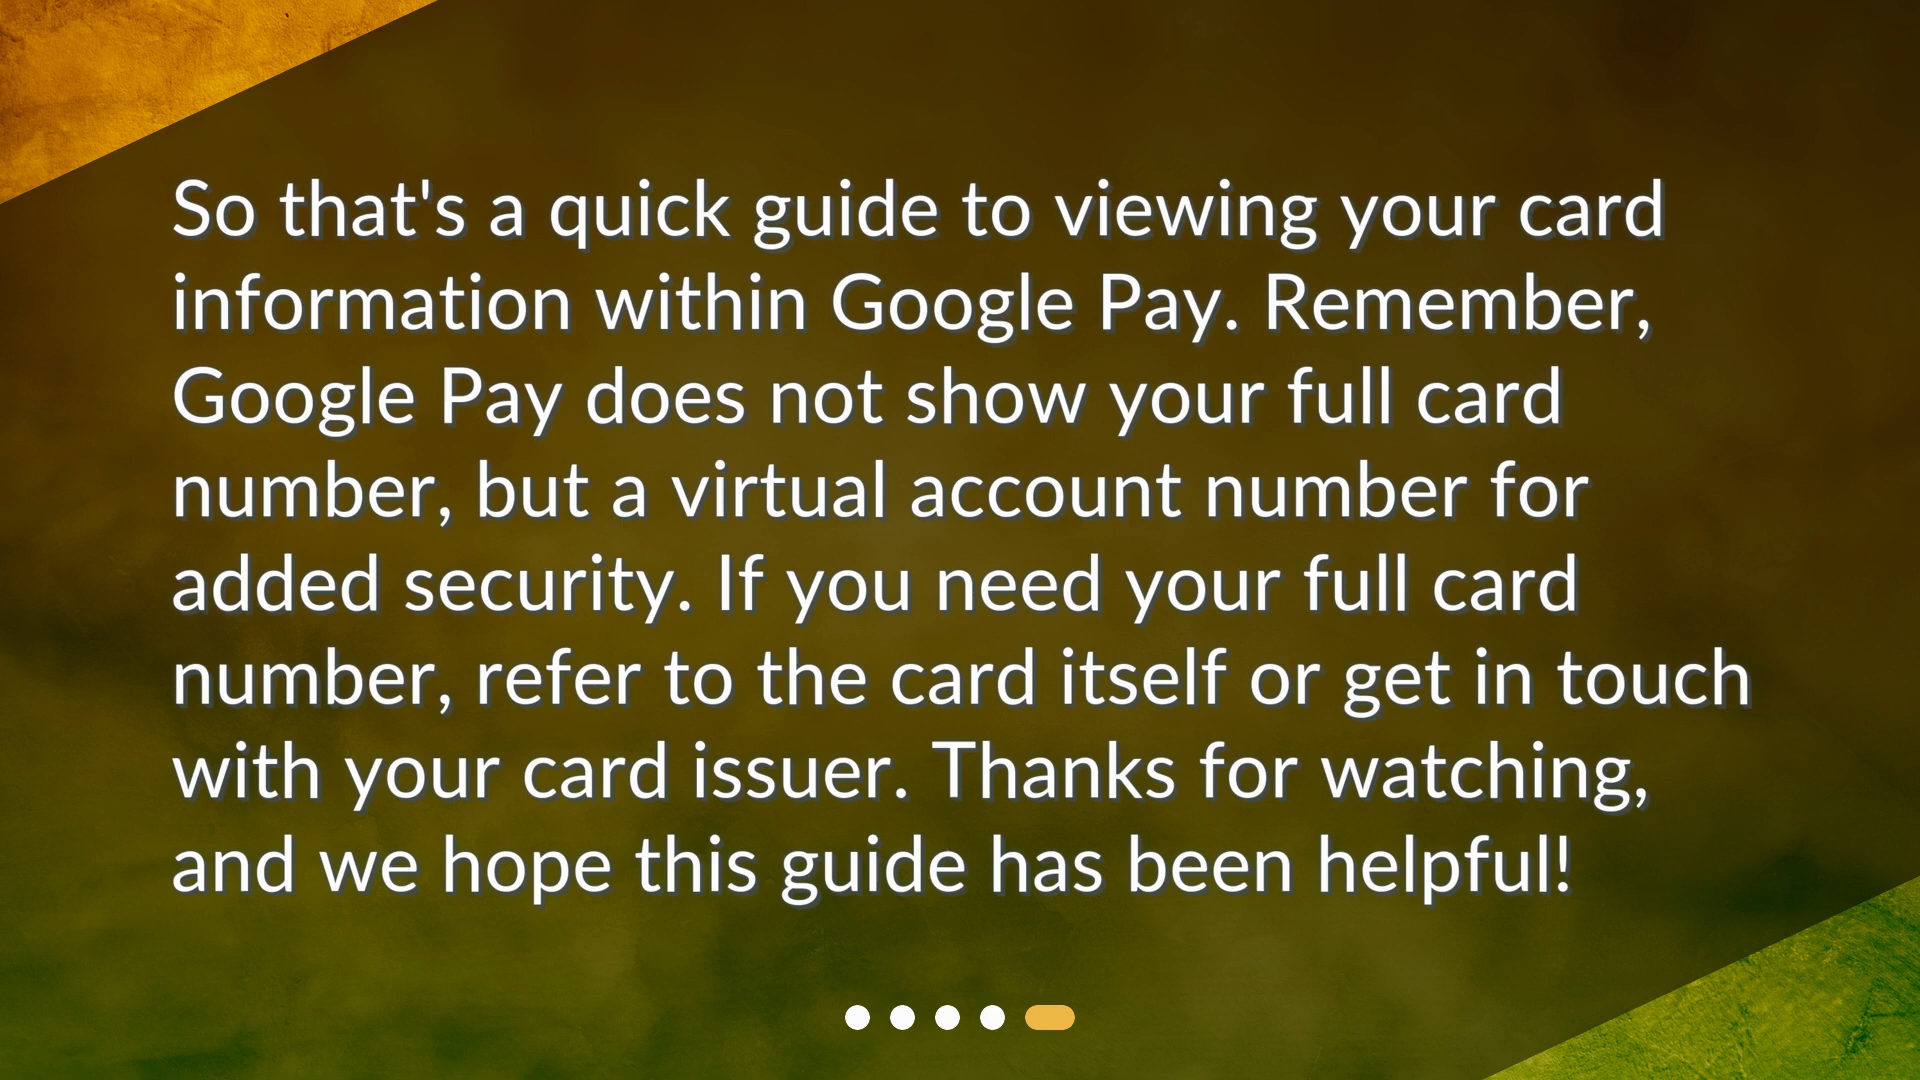 So that's a quick guide to viewing your card
information within Google Pay. Remember,
Google Pay does not show your full card
number, but a virtual account number for
added security. If you need your full card
number, refer to the card itself or get in touch
with your card issuer. Thanks for watching,
and we hope this guide has been helpful!